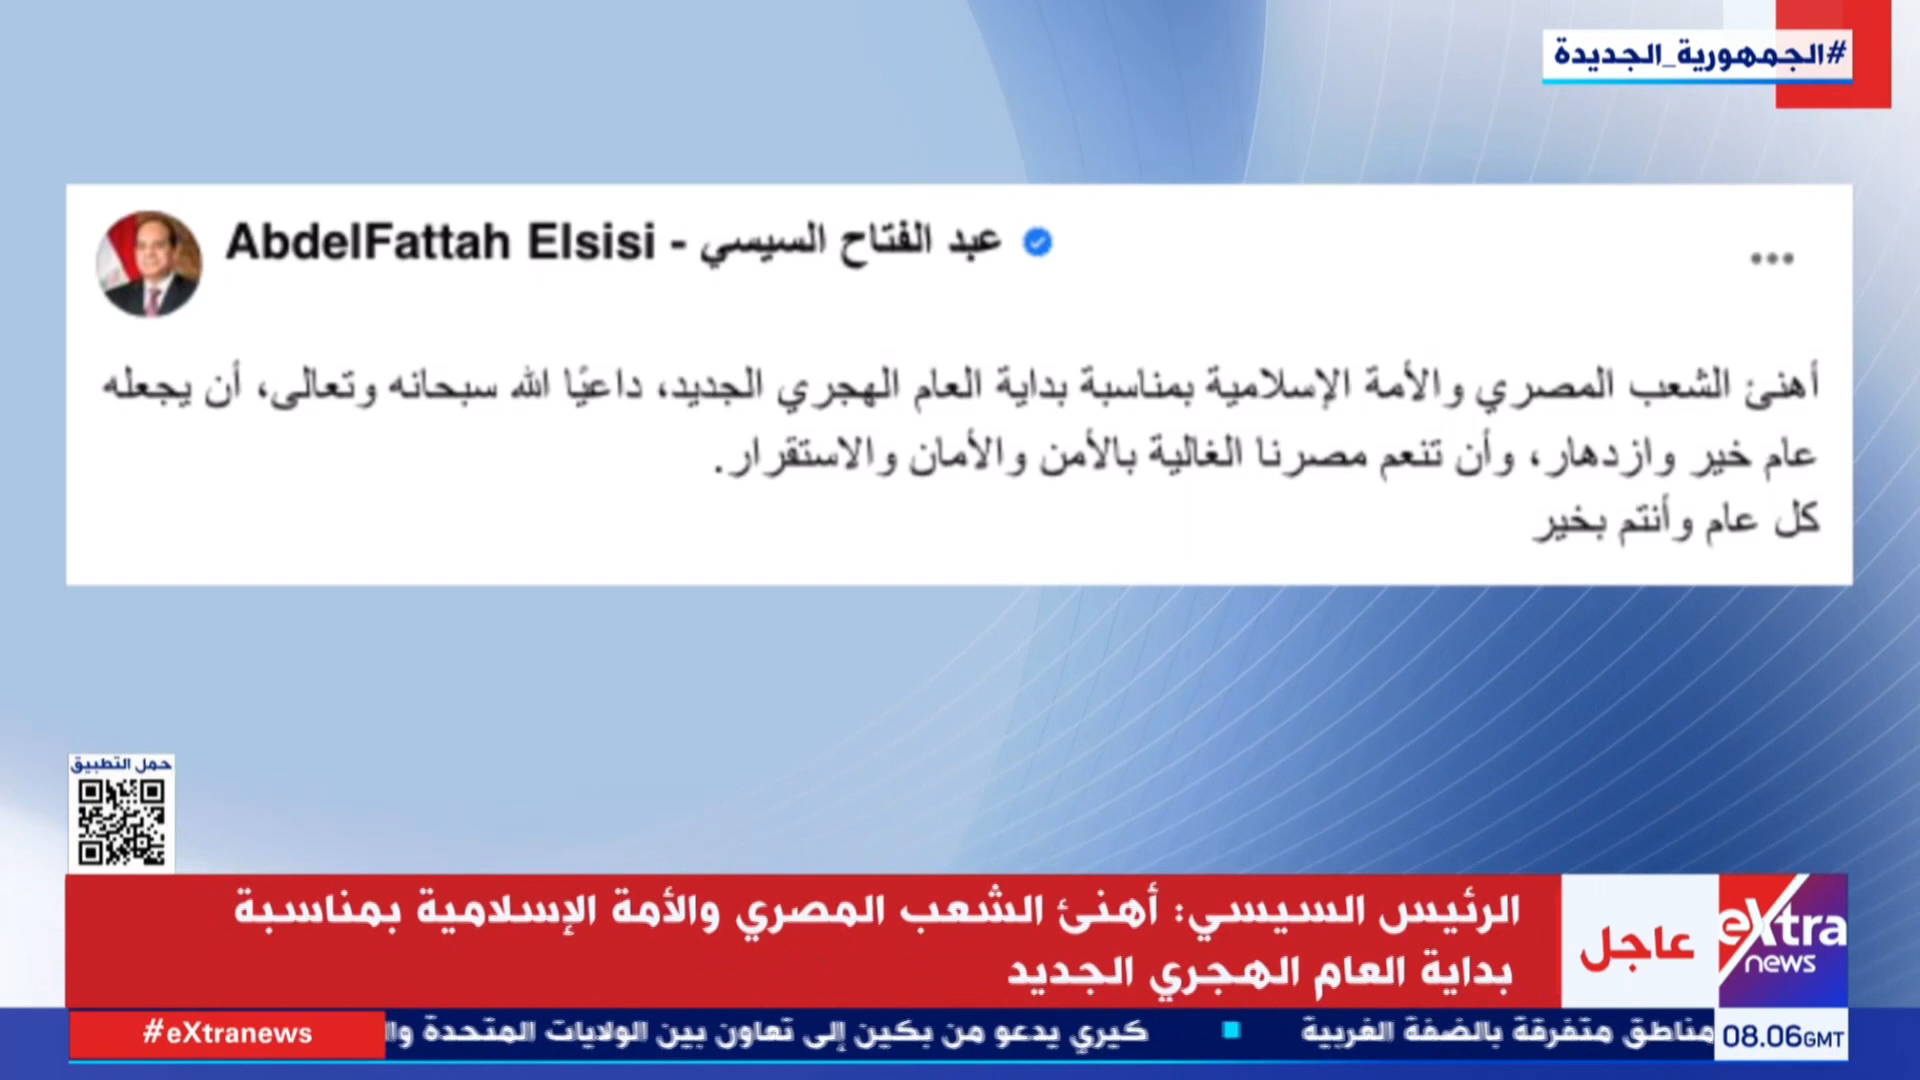 #الجمهورية_الجديدة
AbdelFattah Elsisi - عبد الفتاح السيسي
أهنئ الشعب المصري والأمة الإسلامية بمناسبة بداية العام الهجري الجديد، داعيًا الله سبحانه وتعالى، أن يجعله
عام خير وازدهار، وأن تنعم مصرنا الغالية بالأمن والأمان والاستقرار.
كل عام وأنتم بخير
حمل التطبيق
الرئيس السيسي: أهنئ الشعب المصري والأمة الإسلامية بمناسبة
بداية العام الهجري الجديد
عاجل
eXtra
news
#eXtranews
مناطق متفرقة بالضفة الغربية
كيري يدعو من بكين إلى تعاون بين الولايات المتحدة
08.06GMT